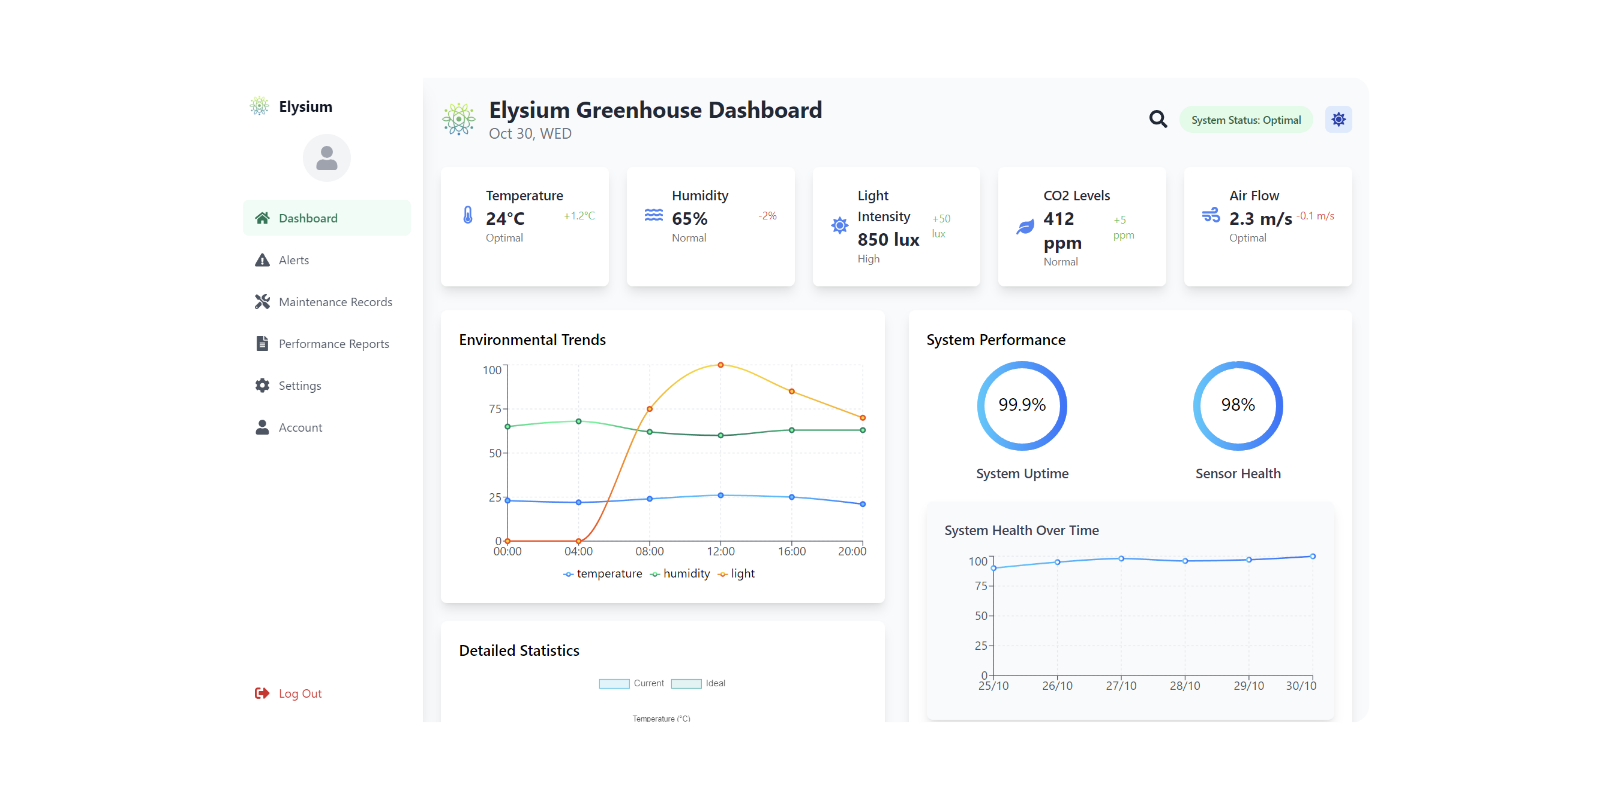 Elysium
Dashboard
Alerts
Maintenance Records
Performance Reports
Settings
Account
Log Out
Elysium Greenhouse Dashboard
Oct 30, WED
System Status: Optimal
Temperature
24°C
+1.2°C
Optimal
Humidity
65%
-2%
Normal
Light
Intensity
850 lux
+50
lux
High
CO2 Levels
412
ppm
+5
ppm
Normal
Air Flow
2.3 m/s
-0.1 m/s
Optimal
Environmental Trends
100
75
50
25
0
00:00 04:00 08:00 12:00 16:00 20:00
temperature humidity light
System Performance
99.9%
System Uptime
98%
Sensor Health
System Health Over Time
100
75
50
25
0
25/10 26/10 27/10 28/10 29/10 30/10
Detailed Statistics
Current Ideal
Temperature (°C)